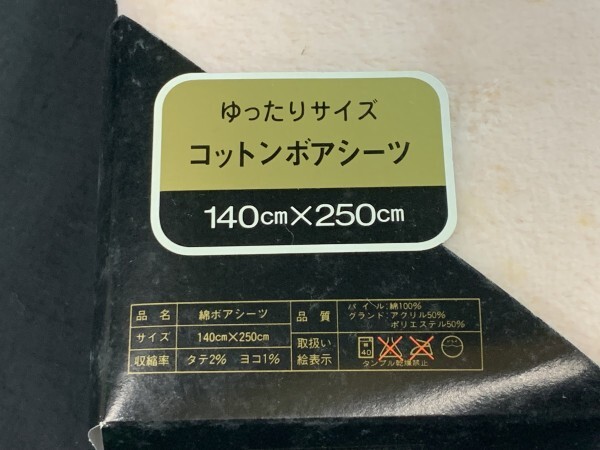 ゆったりサイズ
コットンボアシーツ
140cm×250cm
品名 綿ボアシーツ
サイズ 140cm×250cm
収縮率 タテ2% ヨコ1%
品質 パイル:綿100%
グランド:アクリル50%
ポリエステル50%
取扱い
絵表示
40
タンブル乾燥禁止